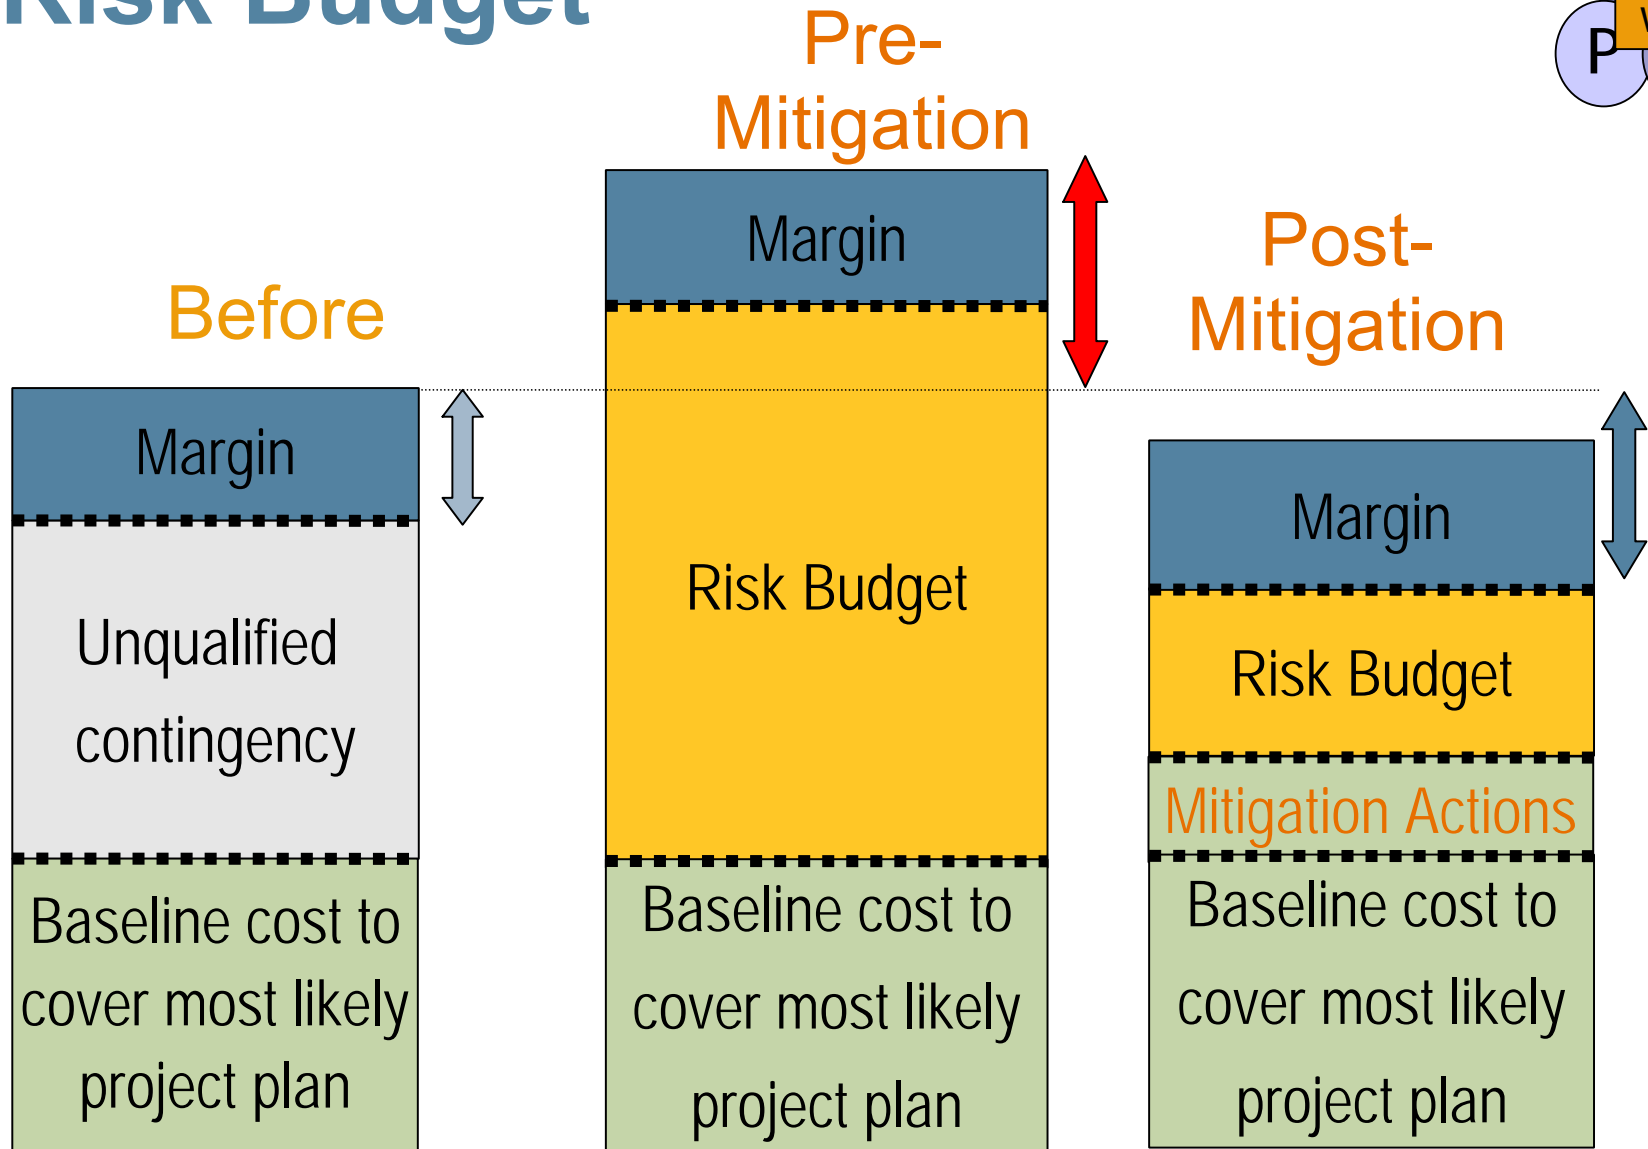 Risk Budget
P
Pre-
Mitigation
Post-
Mitigation
Before
Margin
Unqualified
contingency
Baseline cost to
cover most likely
project plan
Margin
Risk Budget
Baseline cost to
cover most likely
project plan
Margin
Risk Budget
Mitigation Actions
Baseline cost to
cover most likely
project plan